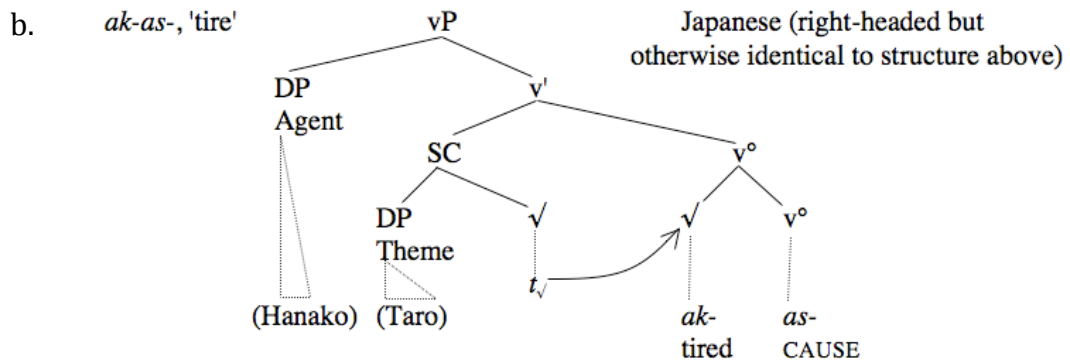 b. ak-as-, 'tire' vP Japanese (right-headed but
otherwise identical to structure above)
DP v'
Agent
SC v°
DP √ √ v°
Theme
t√
(Hanako) (Taro) ak- as-
tired CAUSE